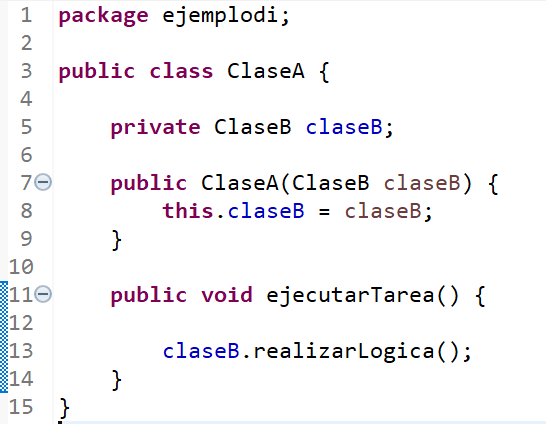 1 package ejemplodi;
2
3 public class ClaseA {
4
5     private ClaseB claseB;
6
7     public ClaseA(ClaseB claseB) {
8         this.claseB = claseB;
9     }
10
11     public void ejecutarTarea() {
12
13         claseB.realizarLogica();
14     }
15 }